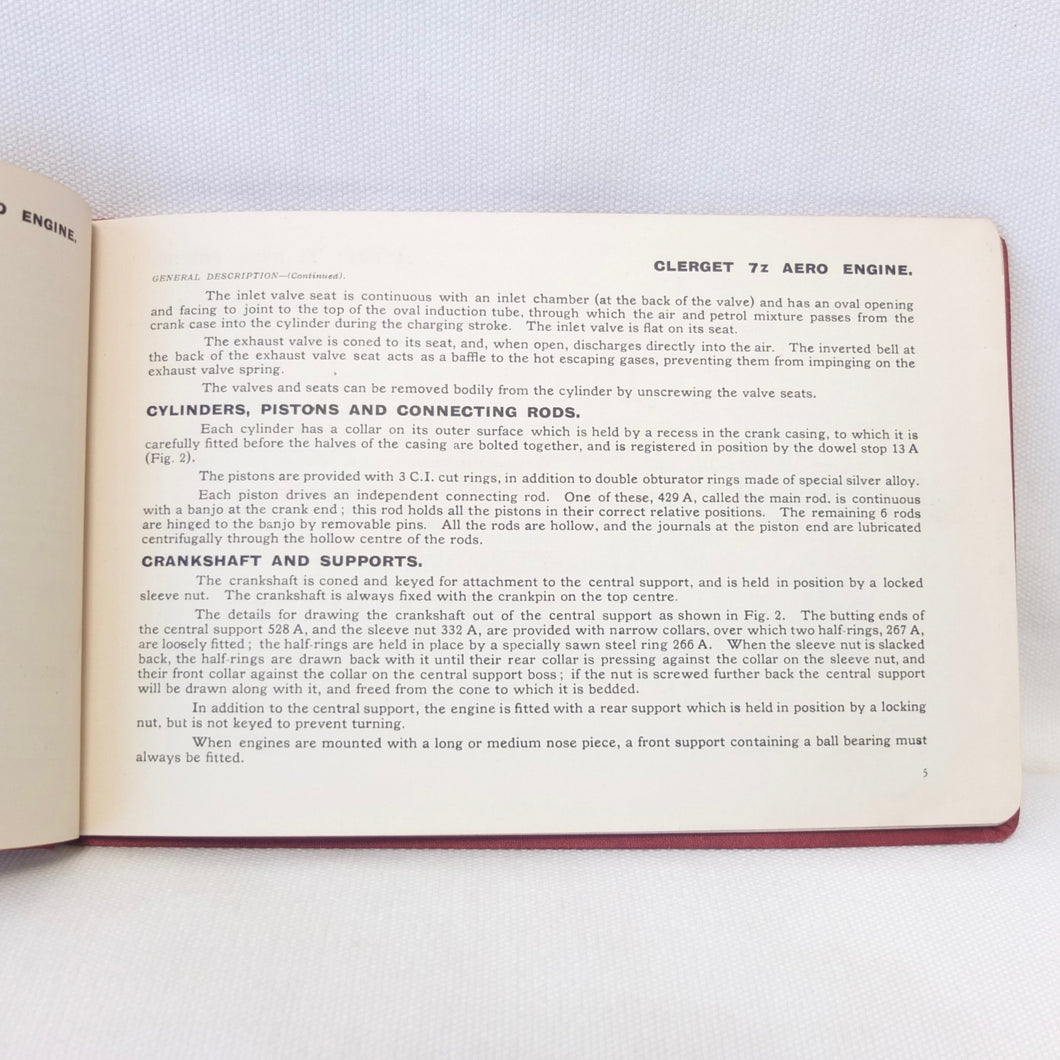 O ENGINE.
CLERGET 7z AERO ENGINE.
GENERAL DESCRIPTION—(Continued).
The inlet valve seat is continuous with an inlet chamber (at the back of the valve) and has an oval opening
and facing to joint to the top of the oval induction tube, through which the air and petrol mixture passes from the
crank case into the cylinder during the charging stroke. The inlet valve is flat on its seat.
The exhaust valve is coned to its seat, and, when open, discharges directly into the air. The inverted bell at
the back of the exhaust valve seat acts as a baffle to the hot escaping gases, preventing them from impinging on the
exhaust valve spring.
The valves and seats can be removed bodily from the cylinder by unscrewing the valve seats.
CYLINDERS, PISTONS AND CONNECTING RODS.
Each cylinder has a collar on its outer surface which is held by a recess in the crank casing, to which it is
carefully fitted before the halves of the casing are bolted together, and is registered in position by the dowel stop 13 A
(Fig. 2).
The pistons are provided with 3 C.I. cut rings, in addition to double obturator rings made of special silver alloy.
Each piston drives an independent connecting rod. One of these, 429 A, called the main rod. is continuous
with a banjo at the crank end ; this rod holds all the pistons in their correct relative positions. The remaining 6 rods
are hinged to the banjo by removable pins. All the rods are hollow, and the journals at the piston end are lubricated
centrifugally through the hollow centre of the rods.
CRANKSHAFT AND SUPPORTS.
The crankshaft is coned and keyed for attachment to the central support, and is held in position by a locked
sleeve nut. The crankshaft is always fixed with the crankpin on the top centre.
The details for drawing the crankshaft out of the central support as shown in Fig. 2. The butting ends of
the central support 528 A, and the sleeve nut 332 A, are provided with narrow collars, over which two half-rings, 267 A,
are loosely fitted ; the half-rings are held in place by a specially sawn steel ring 266 A. When the sleeve nut is slacked
back, the half-rings are drawn back with it until their rear collar is pressing against the collar on the sleeve nut, and
their front collar against the collar on the central support boss ; if the nut is screwed further back the central support
will be drawn along with it, and freed from the cone to which it is bedded.
In addition to the central support, the engine is fitted with a rear support which is held in position by a locking
nut, but is not keyed to prevent turning.
When engines are mounted with a long or medium nose piece, a front support containing a ball bearing must
always be fitted.
5